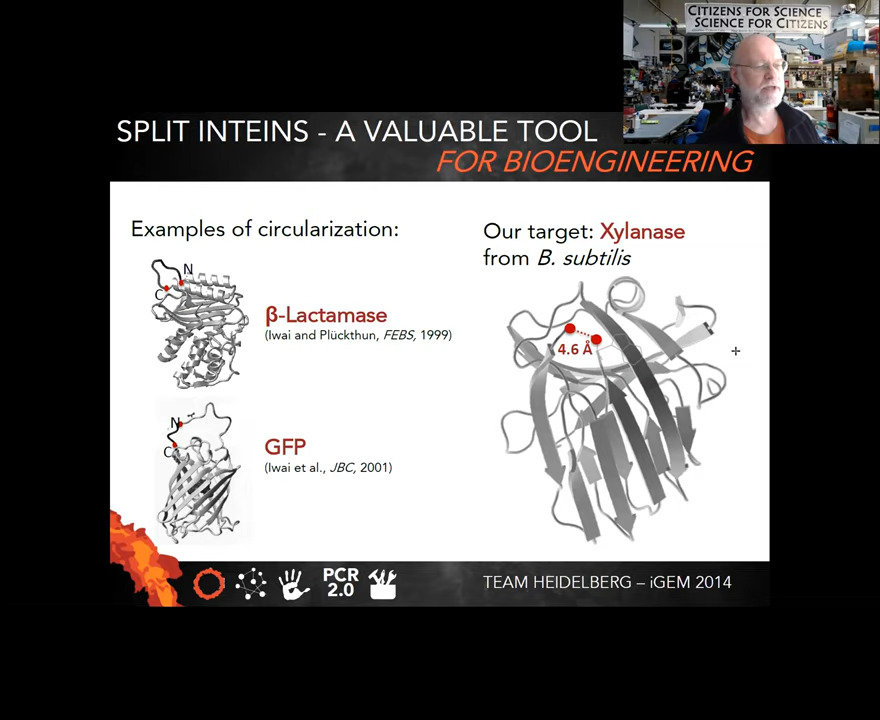 CITIZENS FOR SCIENCE
SCIENCE FOR CITIZENS
SPLIT INTEINS - A VALUABLE TOOL
FOR BIOENGINEERING
Examples of circularization:
N
C
β-Lactamase
(Iwai and Plückthun, FEBS, 1999)
N
C
GFP
(Iwai et al., JBC, 2001)
Our target: Xylanase
from B. subtilis
4.6 Å
PCR
2.0
TEAM HEIDELBERG – iGEM 2014